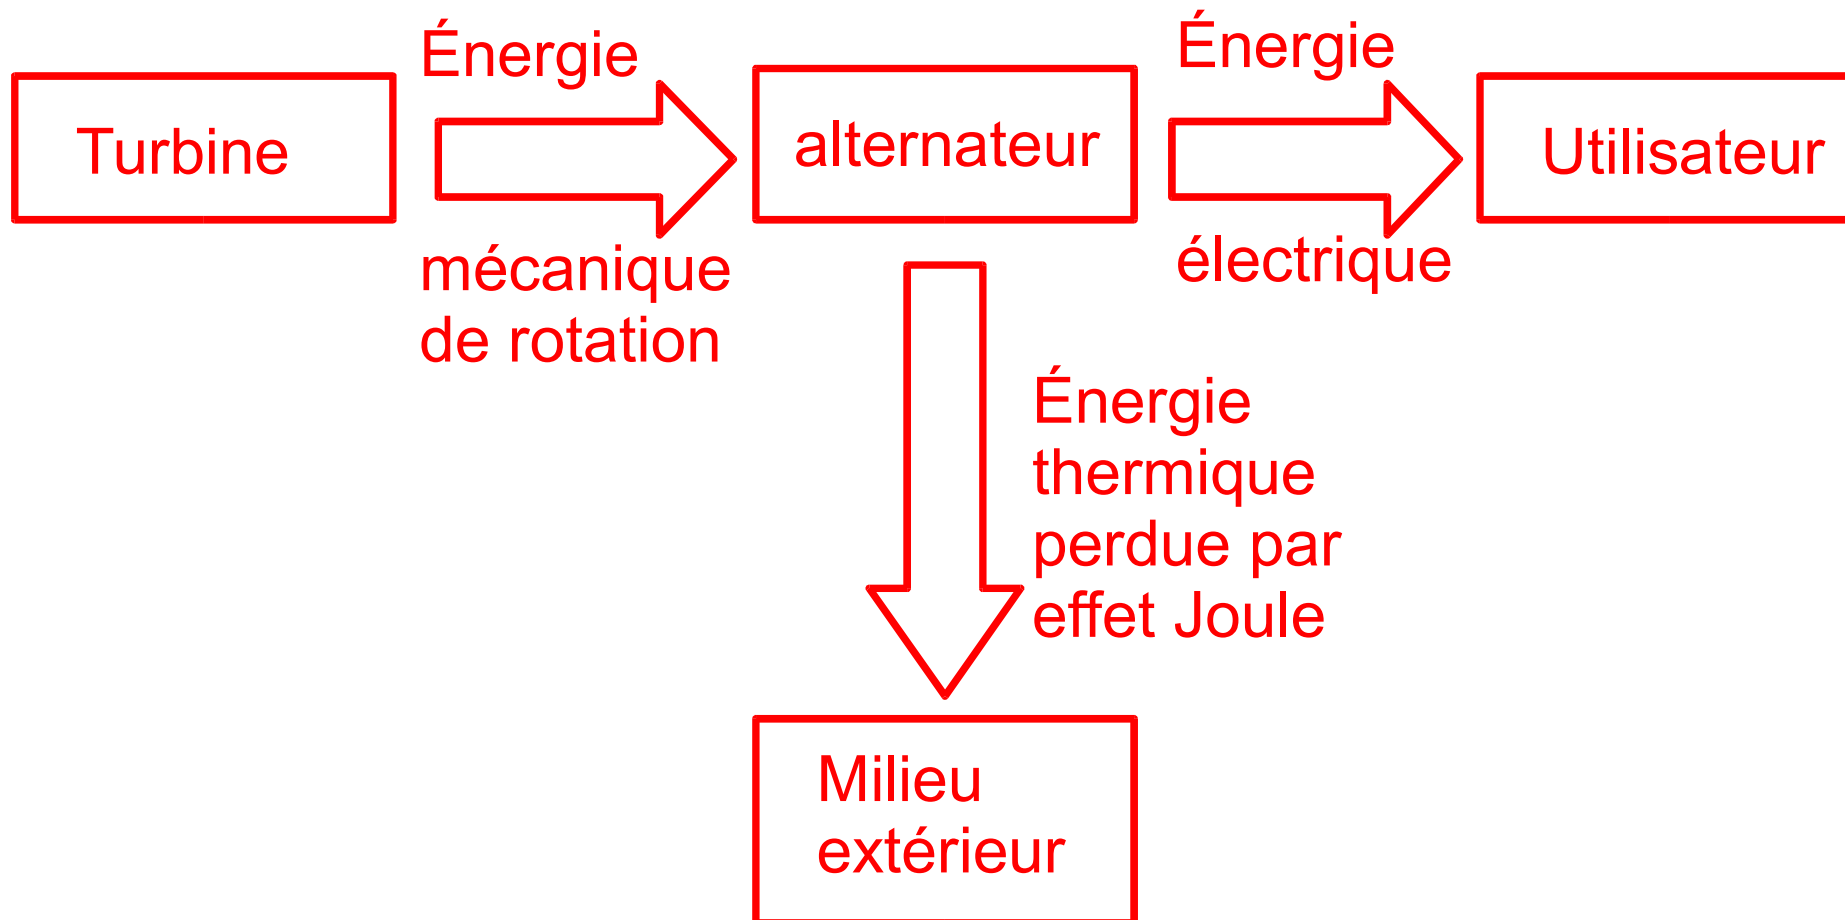 Turbine
Énergie
mécanique
de rotation
alternateur
Énergie
électrique
Utilisateur
Énergie
thermique
perdue par
effet Joule
Milieu
extérieur